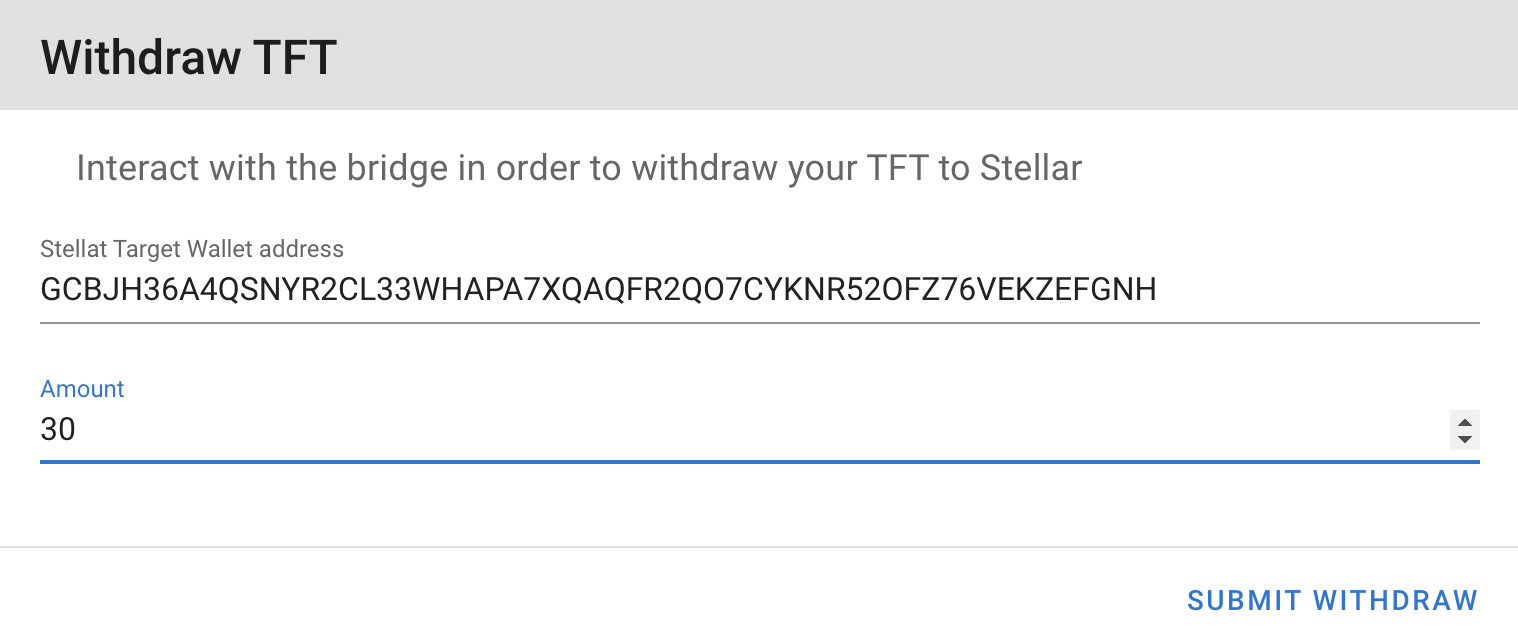 Withdraw TFT
Interact with the bridge in order to withdraw your TFT to Stellar
Stellat Target Wallet address
GCBJH36A4QSNYR2CL33WHAPA7XQAQFR2QO7CYKNR52OFZ76VEKZEFGNH
Amount
30
SUBMIT WITHDRAW